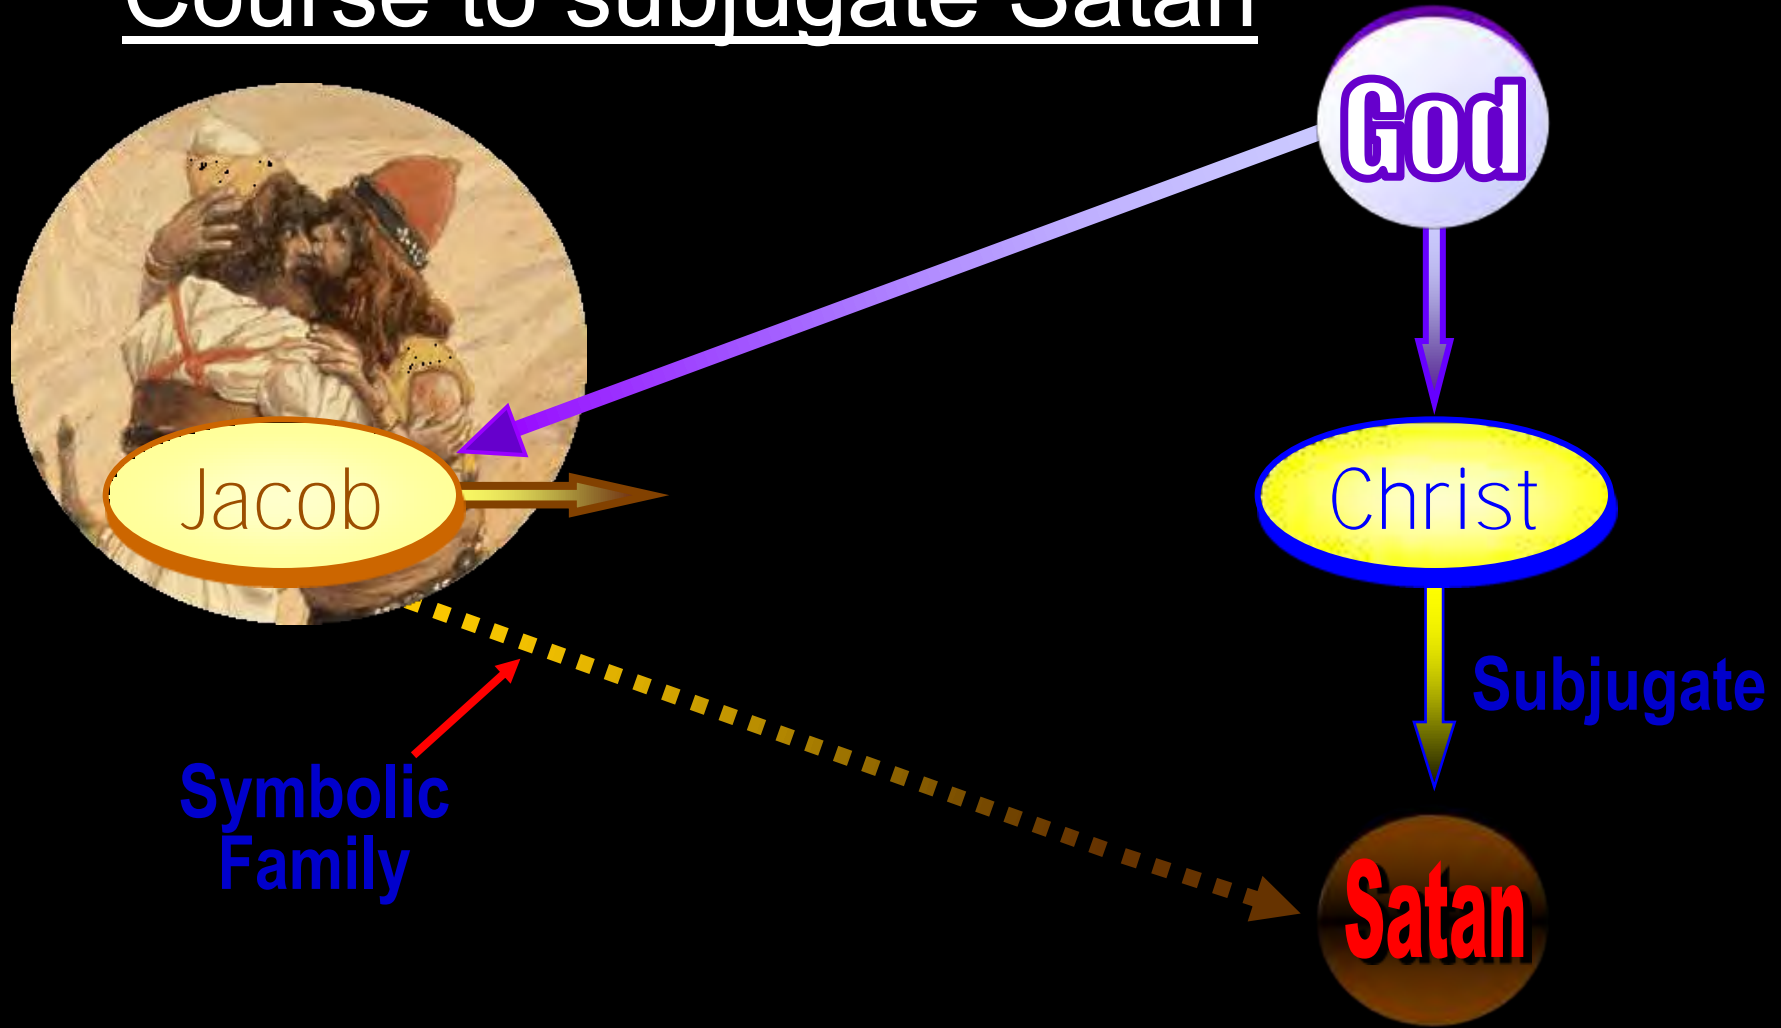 Course to subjugate Satan
God
Jacob
Christ
Subjugate
Symbolic
Family
Satan